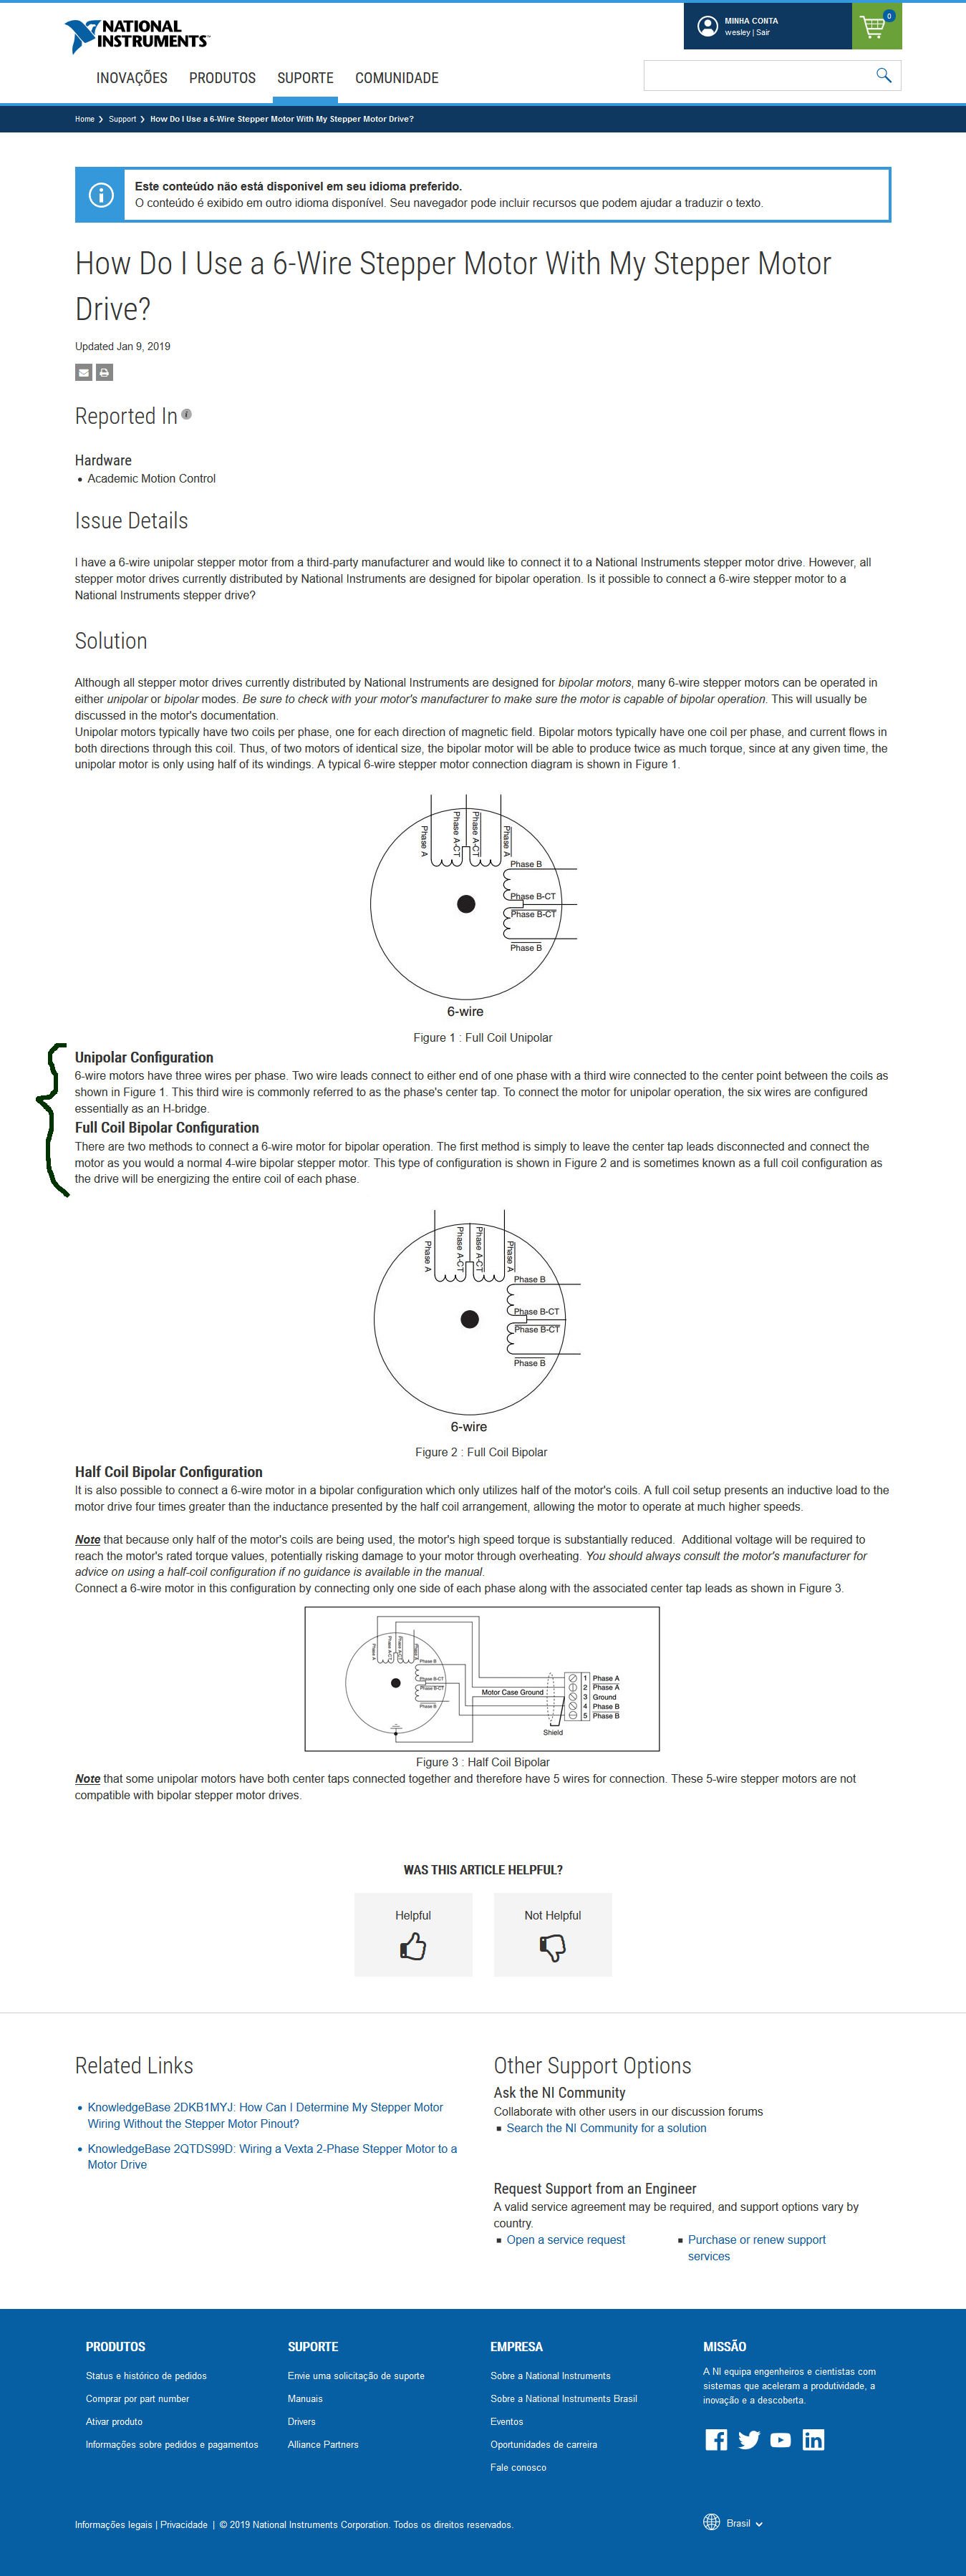 NATIONAL
INSTRUMENTS™
MINHA CONTA
wesley | Sair
0
INOVAÇÕES PRODUTOS SUPORTE COMUNIDADE
Home ❯ Support ❯ How Do I Use a 6-Wire Stepper Motor With My Stepper Motor Drive?
Este conteúdo não está disponível em seu idioma preferido.
O conteúdo é exibido em outro idioma disponível. Seu navegador pode incluir recursos que podem ajudar a traduzir o texto.
How Do I Use a 6-Wire Stepper Motor With My Stepper Motor
Drive?
Updated Jan 9, 2019
Reported In i
Hardware
• Academic Motion Control
Issue Details
I have a 6-wire unipolar stepper motor from a third-party manufacturer and would like to connect it to a National Instruments stepper motor drive. However, all
stepper motor drives currently distributed by National Instruments are designed for bipolar operation. Is it possible to connect a 6-wire stepper motor to a
National Instruments stepper drive?
Solution
Although all stepper motor drives currently distributed by National Instruments are designed for bipolar motors, many 6-wire stepper motors can be operated in
either unipolar or bipolar modes. Be sure to check with your motor's manufacturer to make sure the motor is capable of bipolar operation. This will usually be
discussed in the motor's documentation.
Unipolar motors typically have two coils per phase, one for each direction of magnetic field. Bipolar motors typically have one coil per phase, and current flows in
both directions through this coil. Thus, of two motors of identical size, the bipolar motor will be able to produce twice as much torque, since at any given time, the
unipolar motor is only using half of its windings. A typical 6-wire stepper motor connection diagram is shown in Figure 1.
Phase A
Phase A-CT
Phase A-CT
Phase A
Phase B
Phase B-CT
Phase B-CT
Phase B
6-wire
Figure 1 : Full Coil Unipolar
Unipolar Configuration
6-wire motors have three wires per phase. Two wire leads connect to either end of one phase with a third wire connected to the center point between the coils as
shown in Figure 1. This third wire is commonly referred to as the phase's center tap. To connect the motor for unipolar operation, the six wires are configured
essentially as an H-bridge.
Full Coil Bipolar Configuration
There are two methods to connect a 6-wire motor for bipolar operation. The first method is simply to leave the center tap leads disconnected and connect the
motor as you would a normal 4-wire bipolar stepper motor. This type of configuration is shown in Figure 2 and is sometimes known as a full coil configuration as
the drive will be energizing the entire coil of each phase.
Phase A
Phase A-CT
Phase A-CT
Phase A
Phase B
Phase B-CT
Phase B-CT
Phase B
6-wire
Figure 2 : Full Coil Bipolar
Half Coil Bipolar Configuration
It is also possible to connect a 6-wire motor in a bipolar configuration which only utilizes half of the motor's coils. A full coil setup presents an inductive load to the
motor drive four times greater than the inductance presented by the half coil arrangement, allowing the motor to operate at much higher speeds.
Note that because only half of the motor's coils are being used, the motor's high speed torque is substantially reduced. Additional voltage will be required to
reach the motor's rated torque values, potentially risking damage to your motor through overheating. You should always consult the motor's manufacturer for
advice on using a half-coil configuration if no guidance is available in the manual.
Connect a 6-wire motor in this configuration by connecting only one side of each phase along with the associated center tap leads as shown in Figure 3.
Phase A
Phase A-CT
Phase A-CT
Phase A
Phase B
Phase B-CT
Phase B-CT
Phase B
Motor Case Ground
Shield
1 Phase A
2 Phase A
3 Ground
4 Phase B
5 Phase B
Figure 3 : Half Coil Bipolar
Note that some unipolar motors have both center taps connected together and therefore have 5 wires for connection. These 5-wire stepper motors are not
compatible with bipolar stepper motor drives.
WAS THIS ARTICLE HELPFUL?
Helpful
Not Helpful
Related Links
• KnowledgeBase 2DKB1MYJ: How Can I Determine My Stepper Motor
Wiring Without the Stepper Motor Pinout?
• KnowledgeBase 2QTDS99D: Wiring a Vexta 2-Phase Stepper Motor to a
Motor Drive
Other Support Options
Ask the NI Community
Collaborate with other users in our discussion forums
▪ Search the NI Community for a solution
Request Support from an Engineer
A valid service agreement may be required, and support options vary by
country.
▪ Open a service request
▪ Purchase or renew support
services
PRODUTOS
Status e histórico de pedidos
Comprar por part number
Ativar produto
Informações sobre pedidos e pagamentos
SUPORTE
Envie uma solicitação de suporte
Manuais
Drivers
Alliance Partners
EMPRESA
Sobre a National Instruments
Sobre a National Instruments Brasil
Eventos
Oportunidades de carreira
Fale conosco
MISSÃO
A NI equipa engenheiros e cientistas com
sistemas que aceleram a produtividade, a
inovação e a descoberta.
Informações legais | Privacidade | © 2019 National Instruments Corporation. Todos os direitos reservados.
Brasil